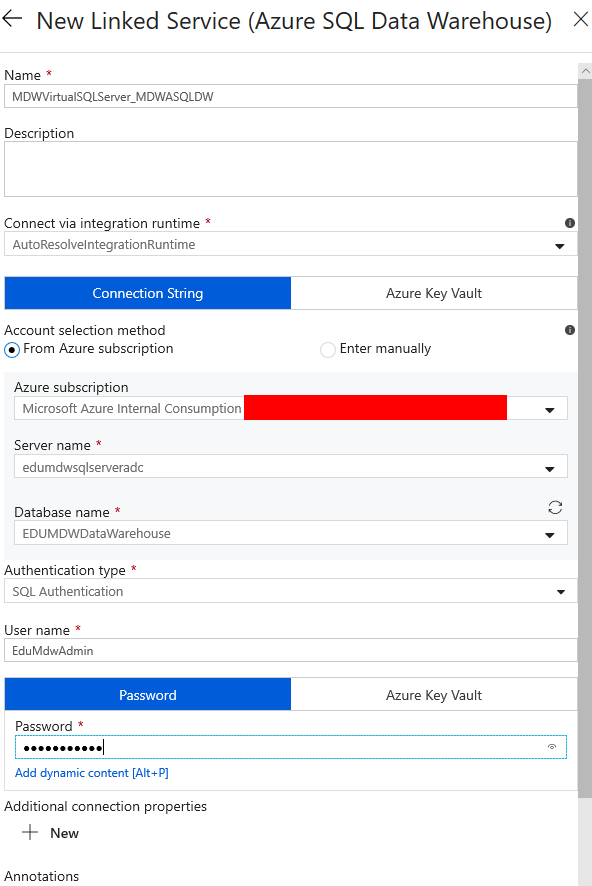 New Linked Service (Azure SQL Data Warehouse)
Name *
MDWVirtualSQLServer_MDWASQLDW
Description
Connect via integration runtime *
AutoResolveIntegrationRuntime
Connection String Azure Key Vault
Account selection method
From Azure subscription Enter manually
Azure subscription
Microsoft Azure Internal Consumption
Server name *
edumdwsqlserveradc
Database name *
EDUMDWDataWarehouse
Authentication type *
SQL Authentication
User name *
EduMdwAdmin
Password Azure Key Vault
Password *
●●●●●●●●●●●
Add dynamic content [Alt+P]
Additional connection properties
New
Annotations